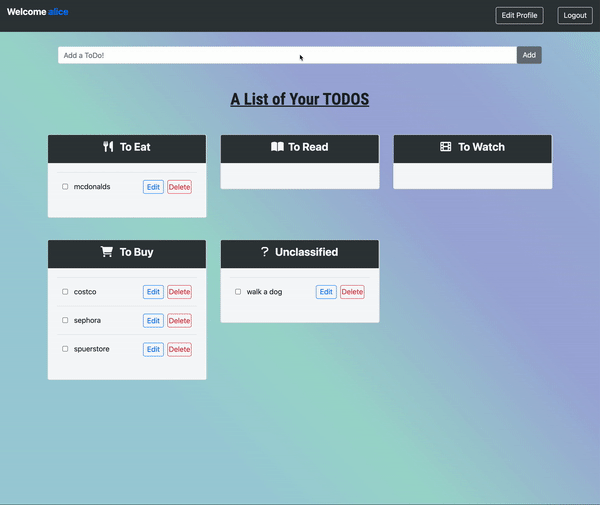 Welcome alice
Edit Profile
Logout
Add a ToDo!
Add
A List of Your TODOS
To Eat
mcdonalds Edit Delete
To Read
To Watch
To Buy
costco Edit Delete
sephora Edit Delete
spuerstore Edit Delete
? Unclassified
walk a dog Edit Delete